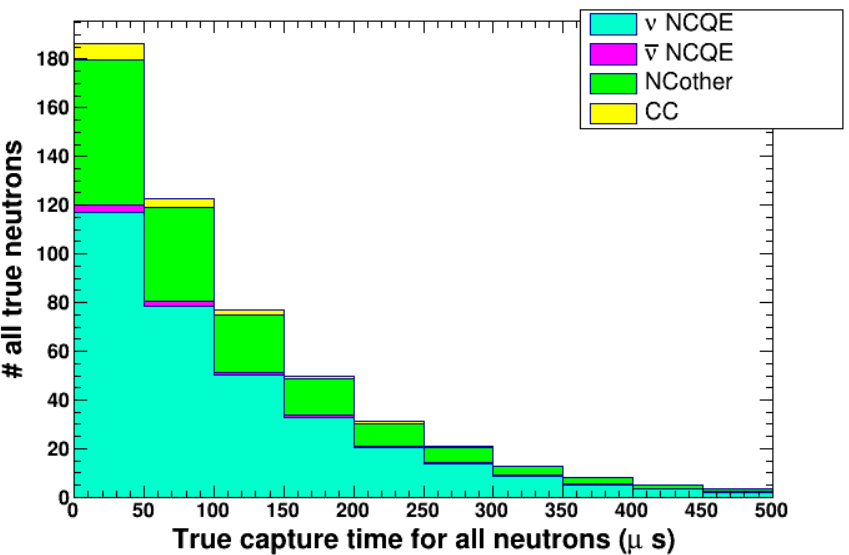 ν NCQE
ν̅ NCQE
NCother
CC
# all true neutrons
180
160
140
120
100
80
60
40
20
0
0 50 100 150 200 250 300 350 400 450 500
True capture time for all neutrons (μ s)